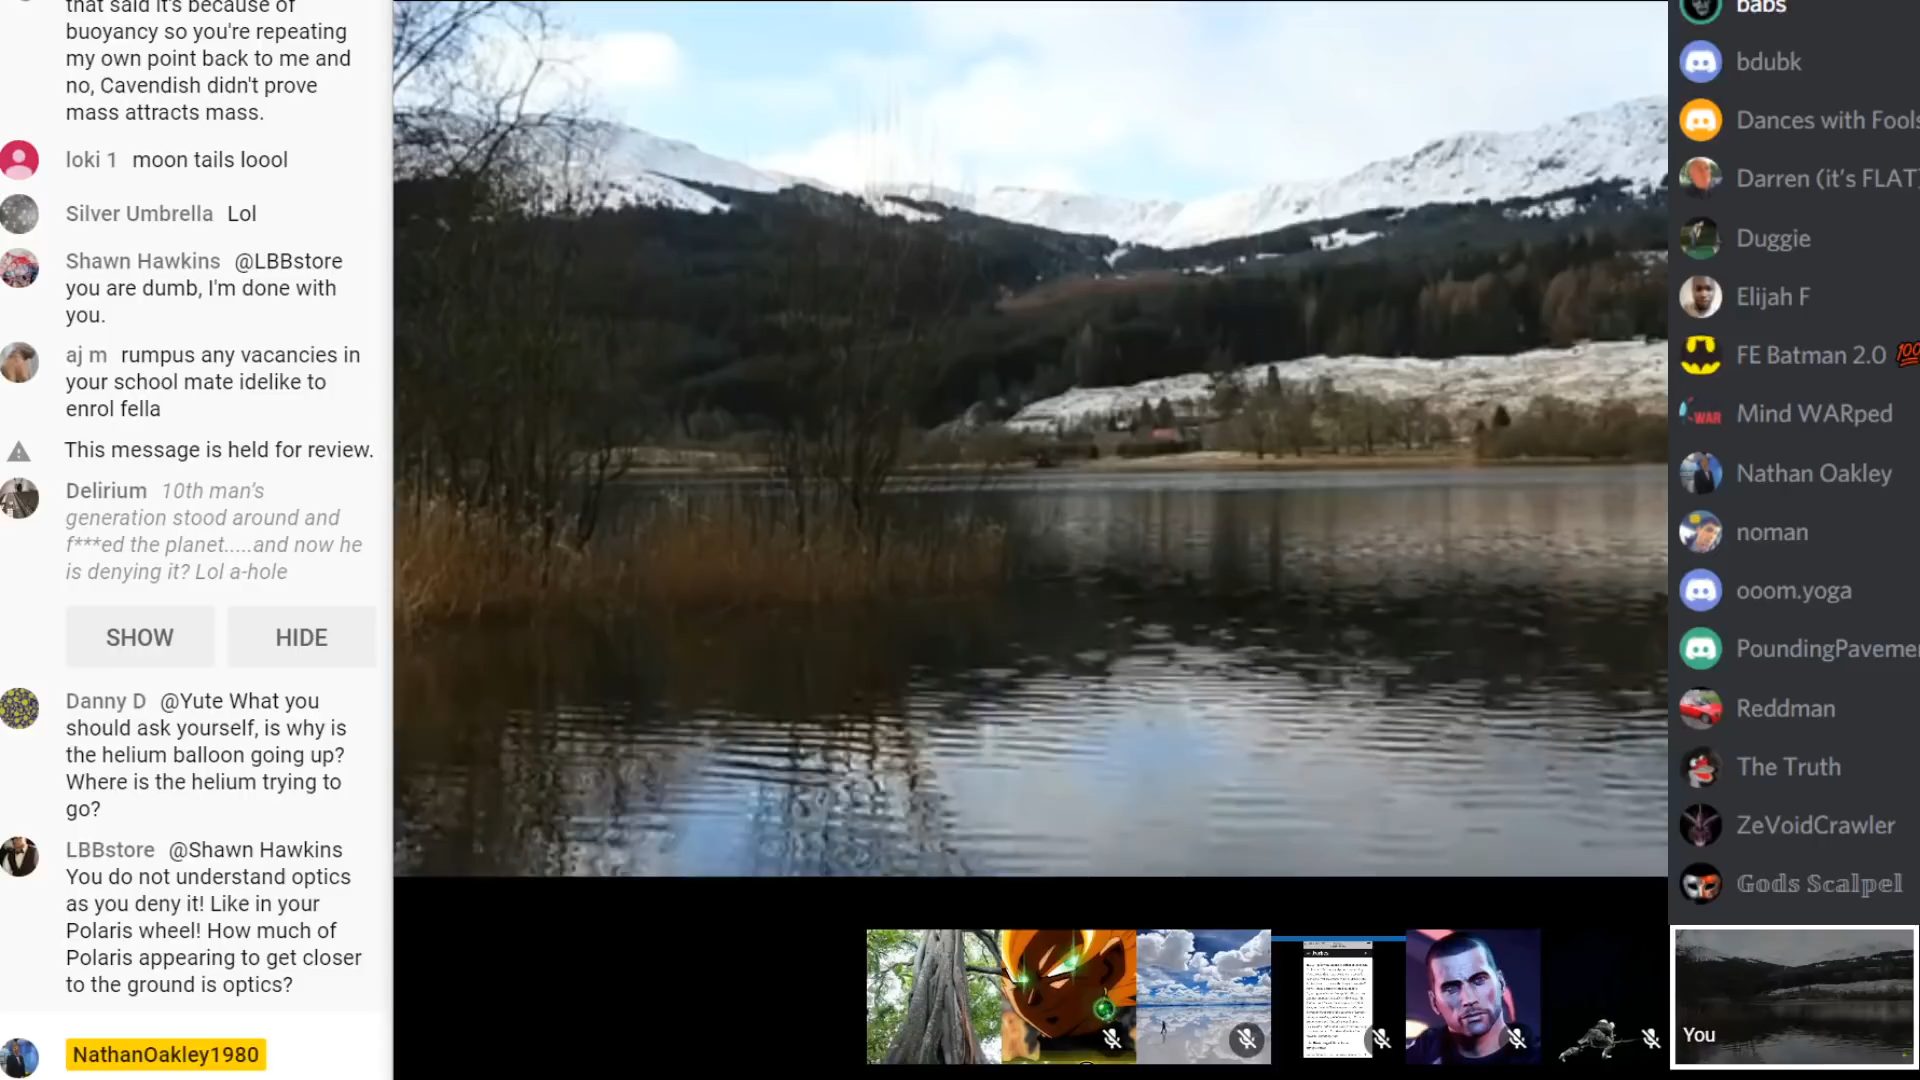 that said it's because of
buoyancy so you're repeating
my own point back to me and
no, Cavendish didn't prove
mass attracts mass.
loki 1 moon tails loool
Silver Umbrella Lol
Shawn Hawkins @LBBstore
you are dumb, I'm done with
you.
aj m rumpus any vacancies in
your school mate idelike to
enrol fella
This message is held for review.
Delirium 10th man's
generation stood around and
f***ed the planet.....and now he
is denying it? Lol a-hole
SHOW HIDE
Danny D @Yute What you
should ask yourself, is why is
the helium balloon going up?
Where is the helium trying to
go?
LBBstore @Shawn Hawkins
You do not understand optics
as you deny it! Like in your
Polaris wheel! How much of
Polaris appearing to get closer
to the ground is optics?
NathanOakley1980
babs
bdubk
Dances with Fools
Darren (it's FLAT)
Duggie
Elijah F
FE Batman 2.0 💯
WAR
Mind WARped
Nathan Oakley
noman
ooom.yoga
PoundingPaveme
Reddman
The Truth
ZeVoidCrawler
Gods Scalpel
You